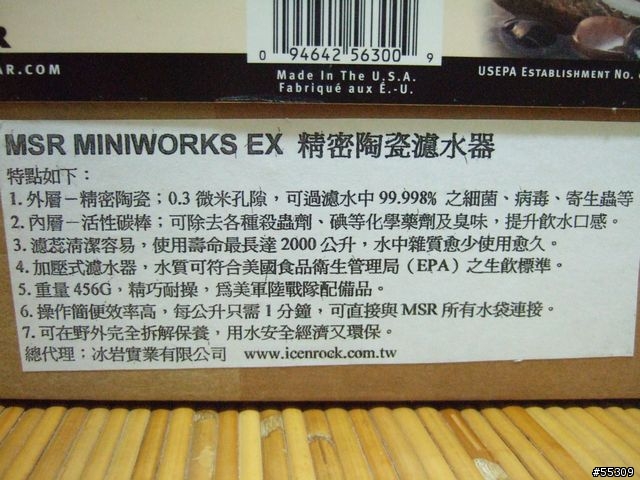 R
AR.COM
0 94642 56300 9
Made In The U.S.A.
Fabriqué aux É.-U.
USEPA ESTABLISHMENT NO.
MSR MINIWORKS EX 精密陶瓷濾水器
特點如下：
1. 外層－精密陶瓷；0.3 微米孔隙，可過濾水中 99.998% 之細菌、病毒、寄生蟲等
2. 內層－活性碳棒；可除去各種殺蟲劑、碘等化學藥劑及臭味，提升飲水口感。
3. 濾蕊清潔容易，使用壽命最長達 2000 公升，水中雜質愈少使用愈久。
4. 加壓式濾水器，水質可符合美國食品衛生管理局（EPA）之生飲標準。
5. 重量 456G，精巧耐操，爲美軍陸戰隊配備品。
6. 操作簡便效率高，每公升只需 1 分鐘，可直接與 MSR 所有水袋連接。
7. 可在野外完全拆解保養，用水安全經濟又環保。
總代理：冰岩實業有限公司 www.icenrock.com.tw
#55309